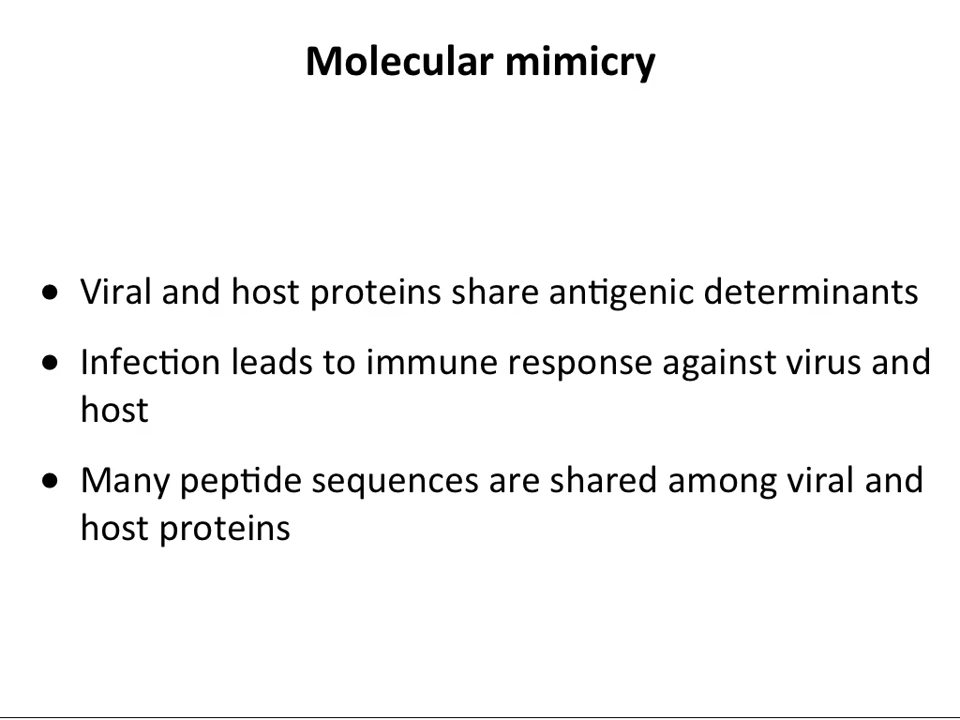 Molecular mimicry
• Viral and host proteins share antigenic determinants
• Infection leads to immune response against virus and
host
• Many peptide sequences are shared among viral and
host proteins